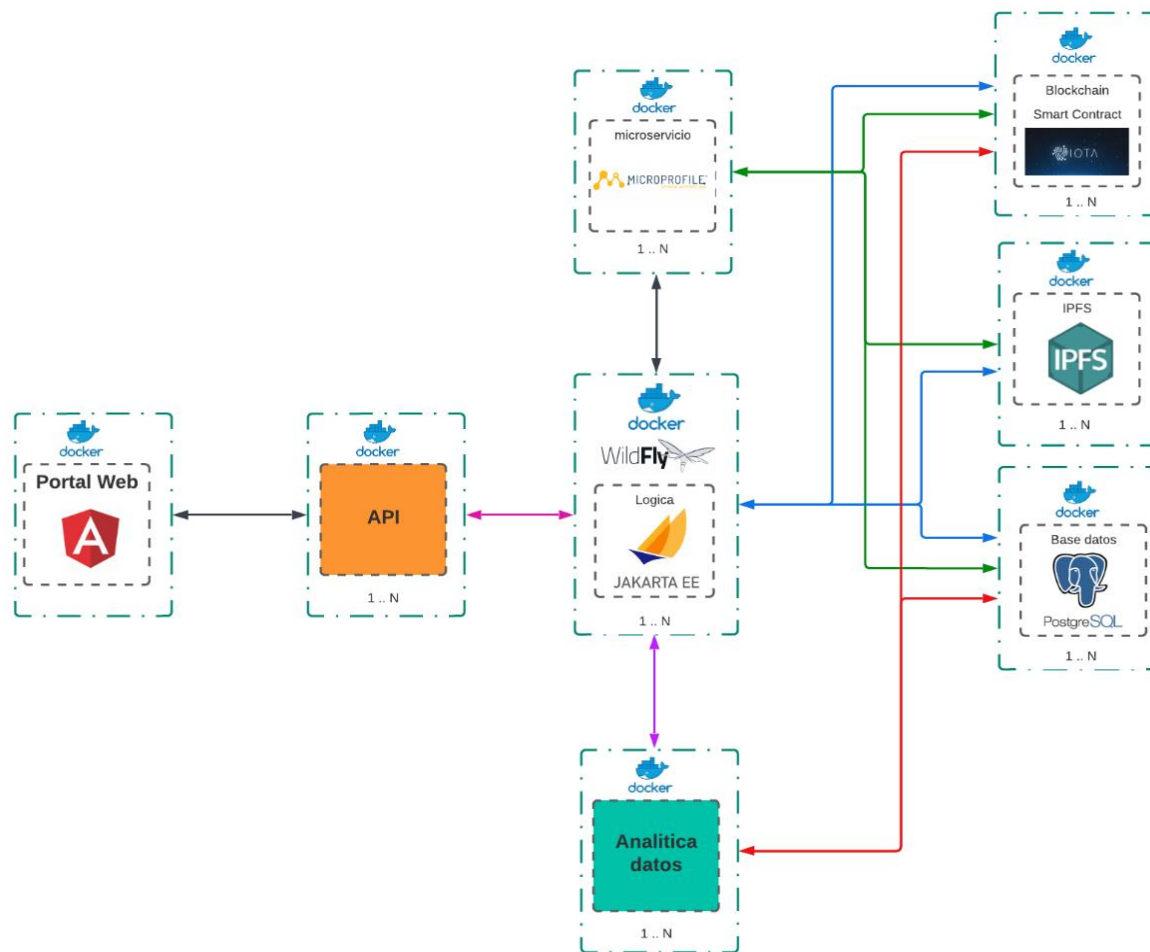 docker
Portal Web
docker
API
1 .. N
docker
microservicio
MICROPROFILE
1 .. N
docker
WildFly
Logica
JAKARTA EE
1 .. N
docker
Analitica
datos
1 .. N
docker
Blockchain
Smart Contract
IOTA
1 .. N
docker
IPFS
IPFS
1 .. N
docker
Base datos
PostgreSQL
1 .. N